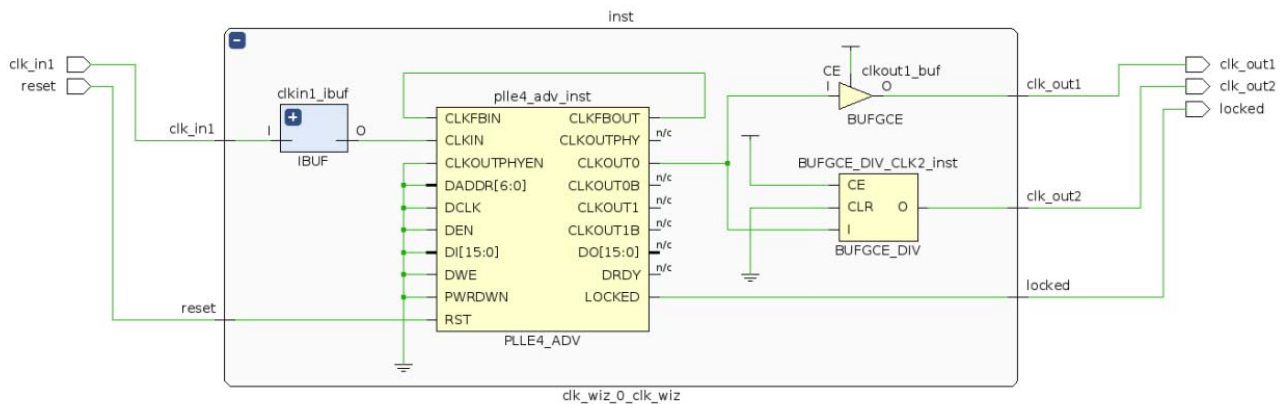 inst
clk_in1
reset
clk_in1
clkin1_ibuf
I
O
IBUF
reset
plle4_adv_inst
CLKFBIN
CLKIN
CLKOUTPHYEN
DADDR[6:0]
DCLK
DEN
DI[15:0]
DWE
PWRDWN
RST
CLKFBOUT
CLKOUTPHY
CLKOUT0
CLKOUT0B
CLKOUT1
CLKOUT1B
DO[15:0]
DRDY
LOCKED
n/c
n/c
n/c
n/c
n/c
n/c
PLLE4_ADV
CE
clkout1_buf
I
O
BUFGCE
BUFGCE_DIV_CLK2_inst
CE
CLR
O
I
BUFGCE_DIV
clk_out1
clk_out2
locked
clk_out1
clk_out2
locked
clk_wiz_0_clk_wiz